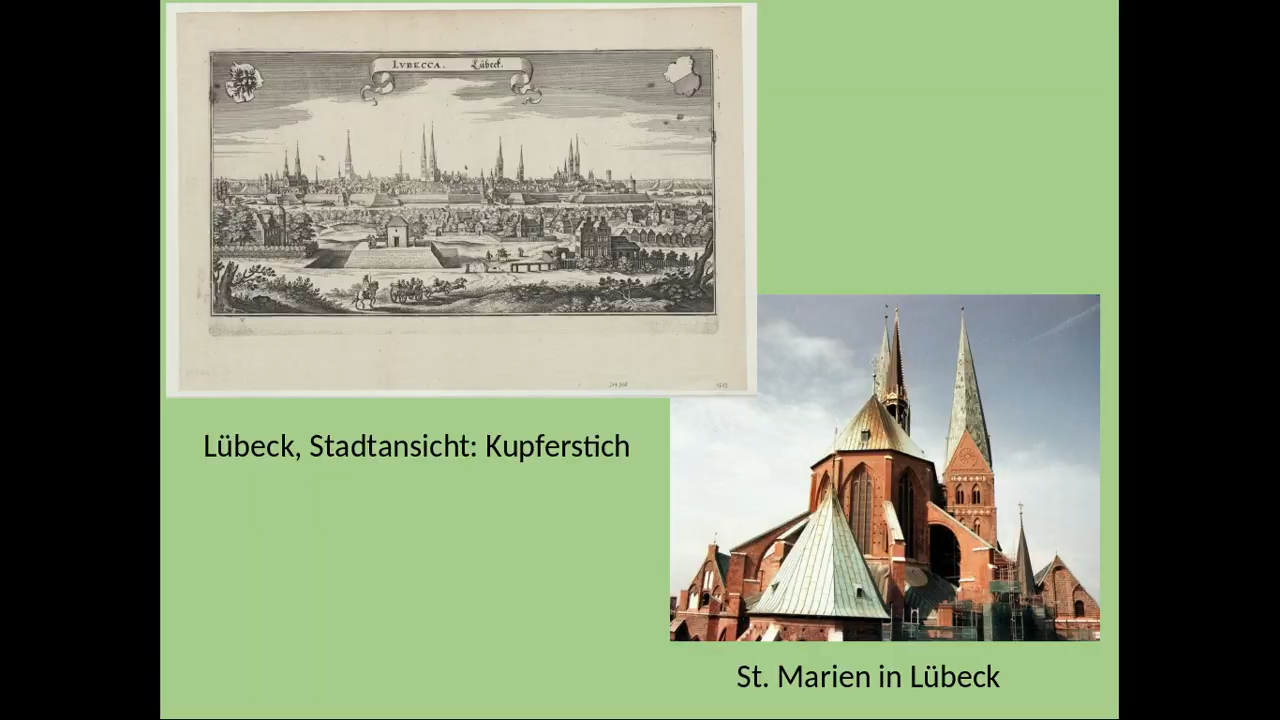 LVBECCA. Lübeck.
Lübeck, Stadtansicht: Kupferstich
St. Marien in Lübeck